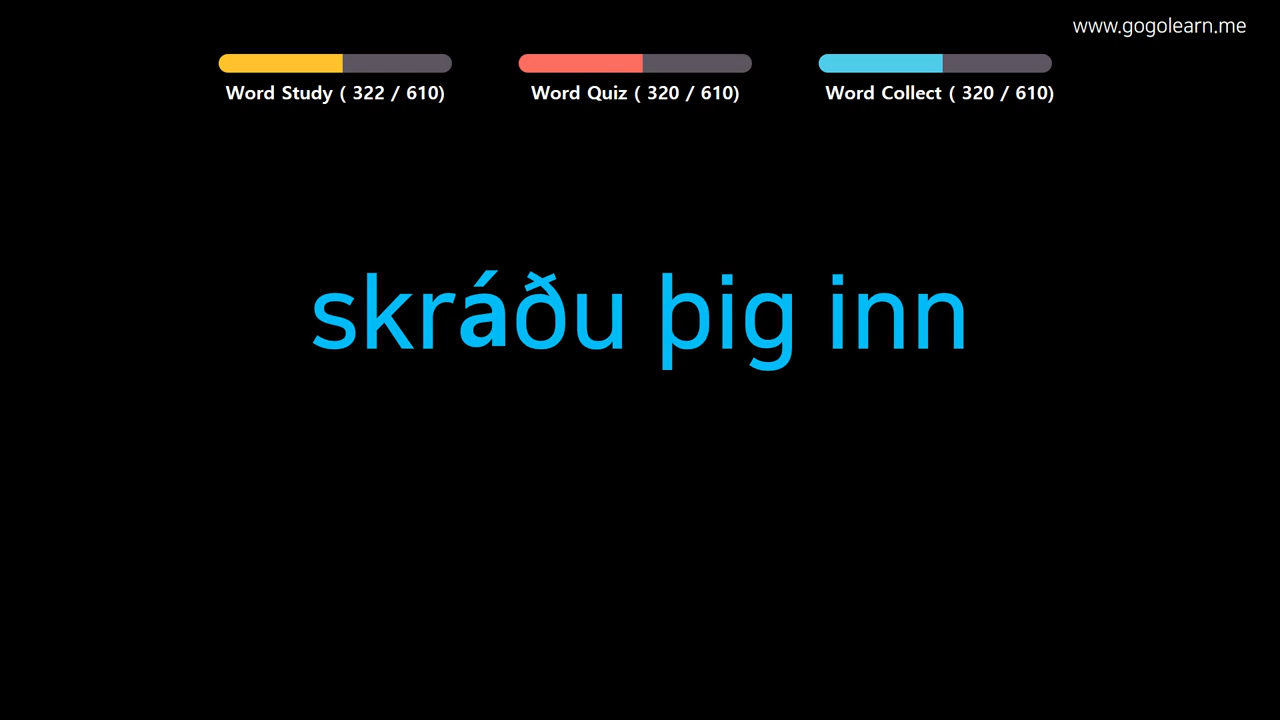 www.gogolearn.me
Word Study ( 322 / 610)
Word Quiz ( 320 / 610)
Word Collect ( 320 / 610)
skráðu þig inn